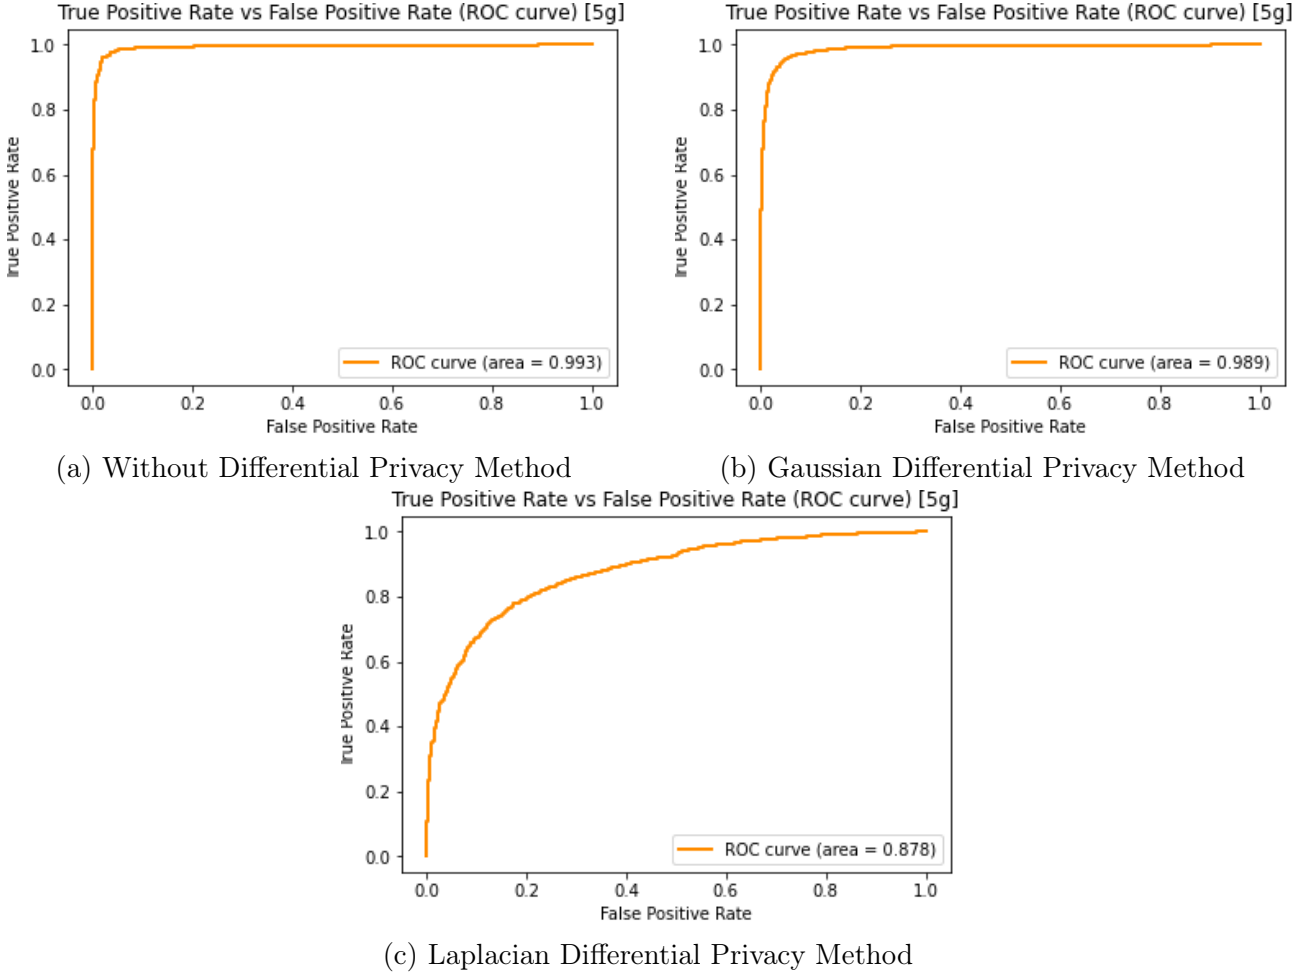 True Positive Rate vs False Positive Rate (ROC curve) [5g]
1.0
0.8
0.6
0.4
0.2
0.0
True Positive Rate
ROC curve (area = 0.993)
0.0 0.2 0.4 0.6 0.8 1.0
False Positive Rate
(a) Without Differential Privacy Method
True Positive Rate vs False Positive Rate (ROC curve) [5g]
1.0
0.8
0.6
0.4
0.2
0.0
True Positive Rate
ROC curve (area = 0.989)
0.0 0.2 0.4 0.6 0.8 1.0
False Positive Rate
(b) Gaussian Differential Privacy Method
True Positive Rate vs False Positive Rate (ROC curve) [5g]
1.0
0.8
0.6
0.4
0.2
0.0
True Positive Rate
ROC curve (area = 0.878)
0.0 0.2 0.4 0.6 0.8 1.0
False Positive Rate
(c) Laplacian Differential Privacy Method